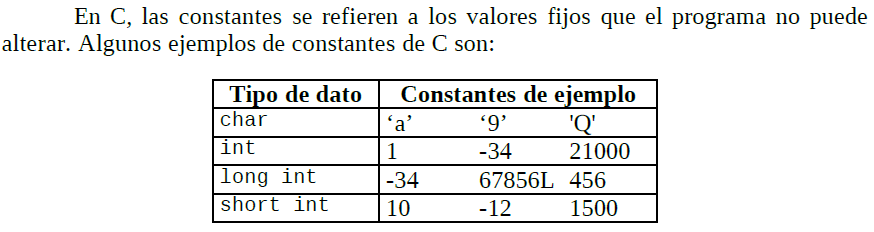 En C, las constantes se refieren a los valores fijos que el programa no puede
alterar. Algunos ejemplos de constantes de C son:
Tipo de dato Constantes de ejemplo
char ‘a’ ‘9’ 'Q'
int 1 -34 21000
long int -34 67856L 456
short int 10 -12 1500